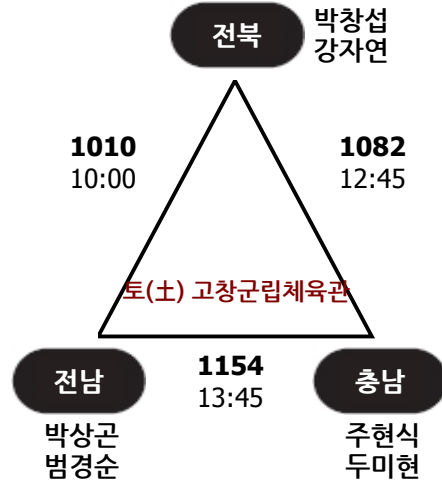 전북
박창섭
강자연
1010
10:00
1082
12:45
토(土) 고창군립체육관
전남
1154
13:45
충남
박상곤
범경순
주현식
두미현